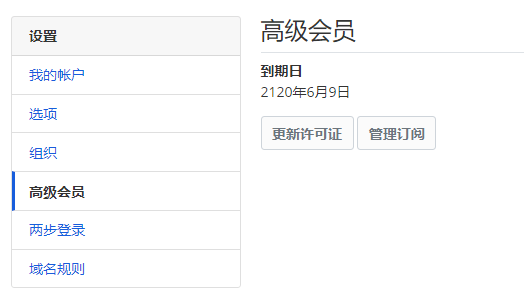 设置
我的帐户
选项
组织
高级会员
两步登录
域名规则
高级会员
到期日
2120年6月9日
更新许可证 管理订阅